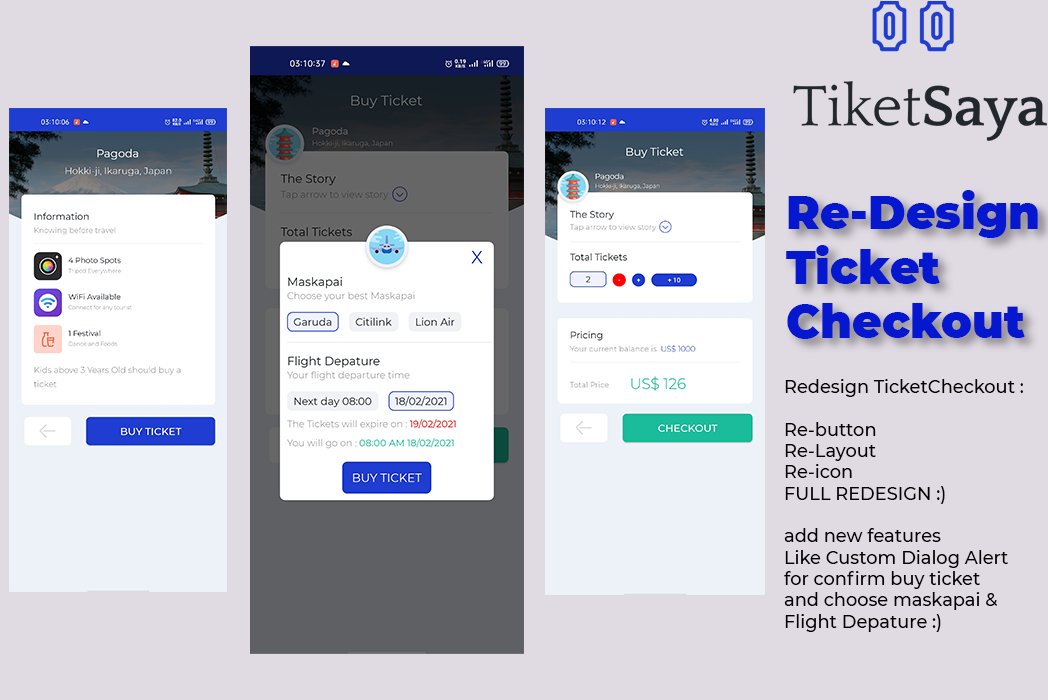 03:10:06
Pagoda
Hokki-ji, Ikaruga, Japan
Information
Knowing before travel
4 Photo Spots
Tripod Everywhere
WiFi Available
Connect for any tourist
1 Festival
Dance and Foods
Kids above 3 Years Old should buy a
ticket
BUY TICKET
03:10:37
Buy Ticket
Pagoda
Hokki-ji, Ikaruga, Japan
The Story
Tap arrow to view story
Total Tickets
X
Maskapai
Choose your best Maskapai
Garuda
Citilink
Lion Air
Flight Depature
Your flight departure time
Next day 08:00
18/02/2021
The Tickets will expire on : 19/02/2021
You will go on : 08:00 AM 18/02/2021
BUY TICKET
03:10:12
Buy Ticket
Pagoda
Hokki-ji, Ikaruga, Japan
The Story
Tap arrow to view story
Total Tickets
2
-
+
+ 10
Pricing
Your current balance is US$ 1000
Total Price US$ 126
CHECKOUT
TiketSaya
Re-Design
Ticket
Checkout
Redesign TicketCheckout :
Re-button
Re-Layout
Re-icon
FULL REDESIGN :)
add new features
Like Custom Dialog Alert
for confirm buy ticket
and choose maskapai &
Flight Depature :)